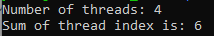 Number of threads: 4
Sum of thread index is: 6